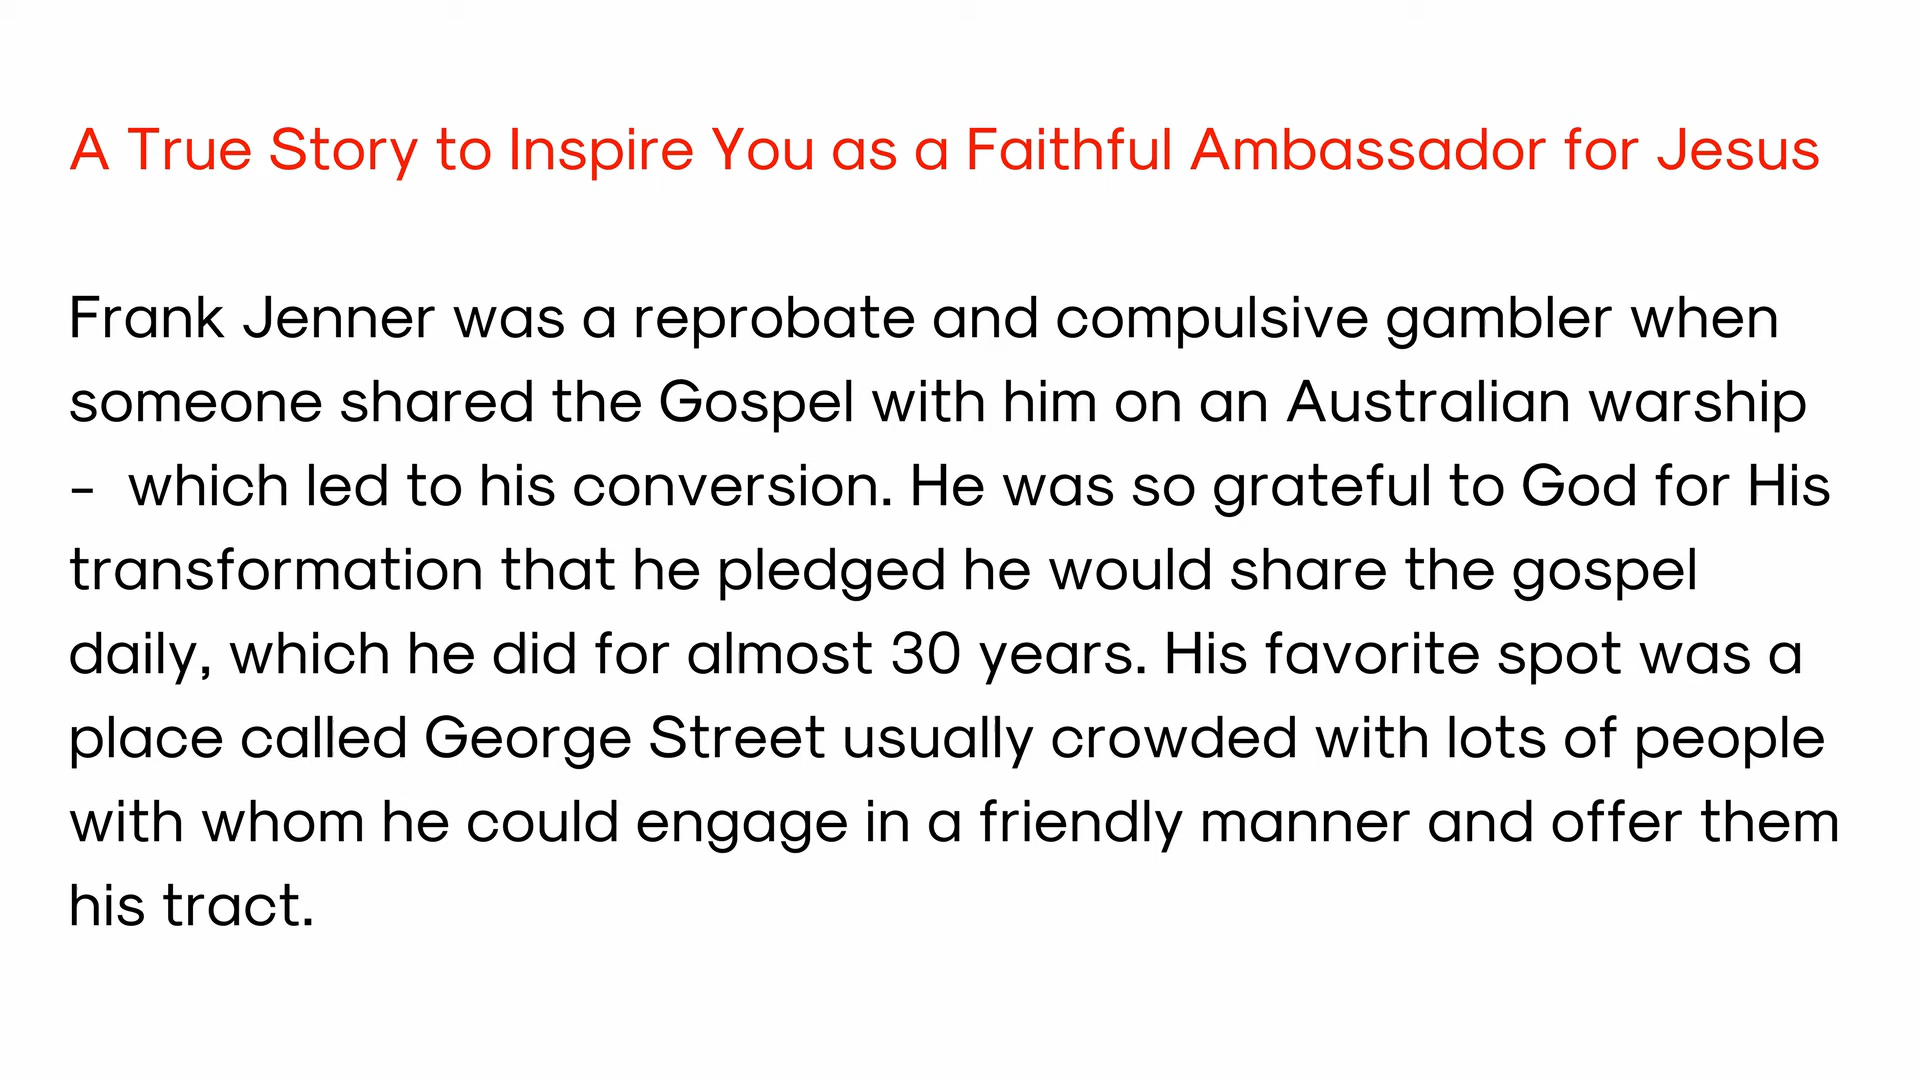 A True Story to Inspire You as a Faithful Ambassador for Jesus
Frank Jenner was a reprobate and compulsive gambler when
someone shared the Gospel with him on an Australian warship
-  which led to his conversion. He was so grateful to God for His
transformation that he pledged he would share the gospel
daily, which he did for almost 30 years. His favorite spot was a
place called George Street usually crowded with lots of people
with whom he could engage in a friendly manner and offer them
his tract.